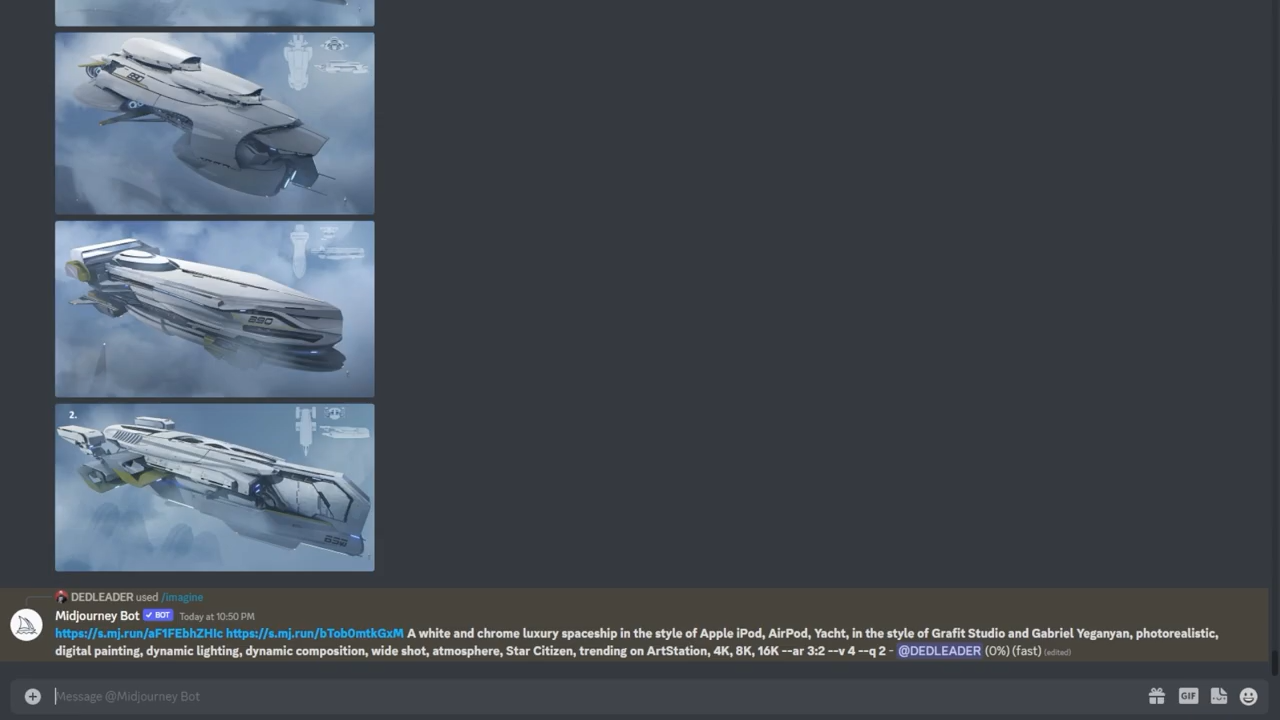 890
890
2.
DEDLEADER used /imagine
Midjourney Bot ✓ BOT Today at 10:50 PM
https://s.mj.run/aF1FEbhZHIc https://s.mj.run/bTob0mtkGxM A white and chrome luxury spaceship in the style of Apple iPod, AirPod, Yacht, in the style of Grafit Studio and Gabriel Yeganyan, photorealistic,
digital painting, dynamic lighting, dynamic composition, wide shot, atmosphere, Star Citizen, trending on ArtStation, 4K, 8K, 16K --ar 3:2 --v 4 --q 2 - @DEDLEADER (0%) (fast) (edited)
Message @Midjourney Bot
GIF